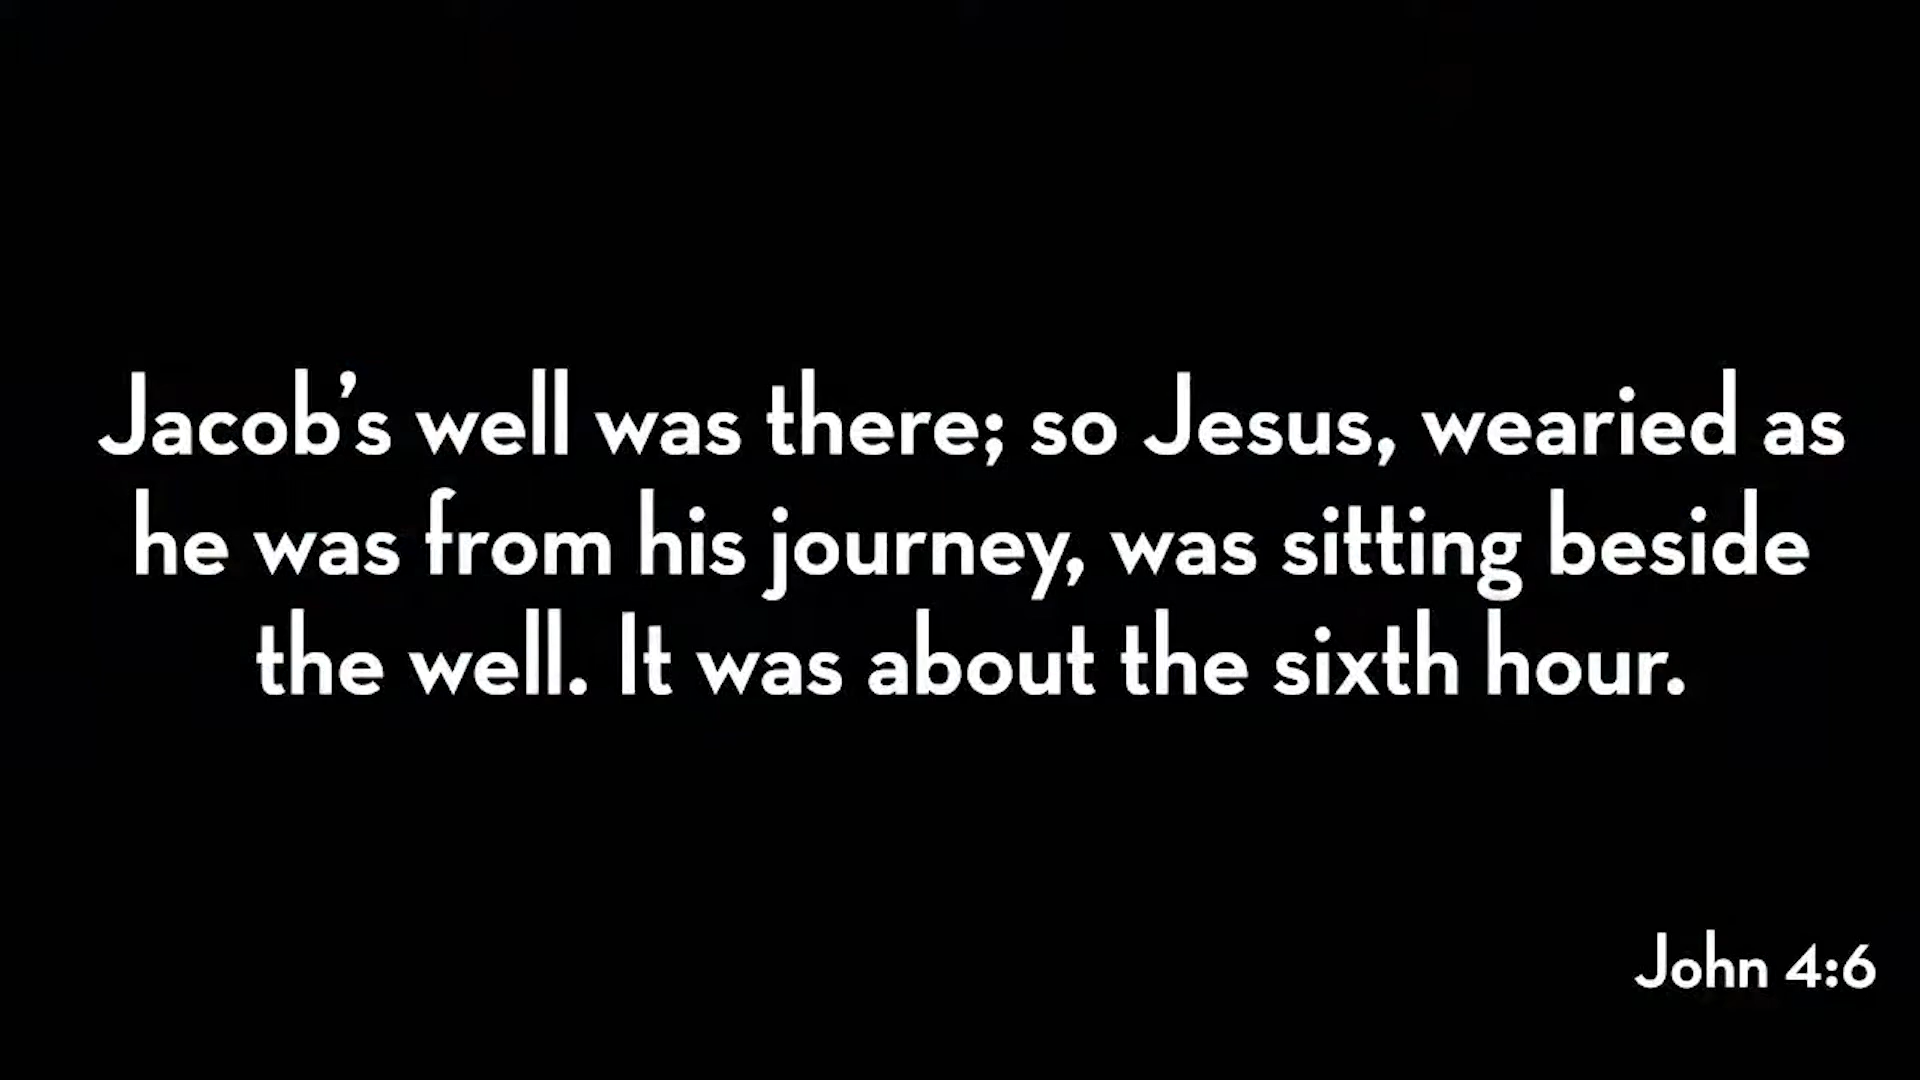 Jacob’s well was there; so Jesus, wearied as
he was from his journey, was sitting beside
the well. It was about the sixth hour.
John 4:6